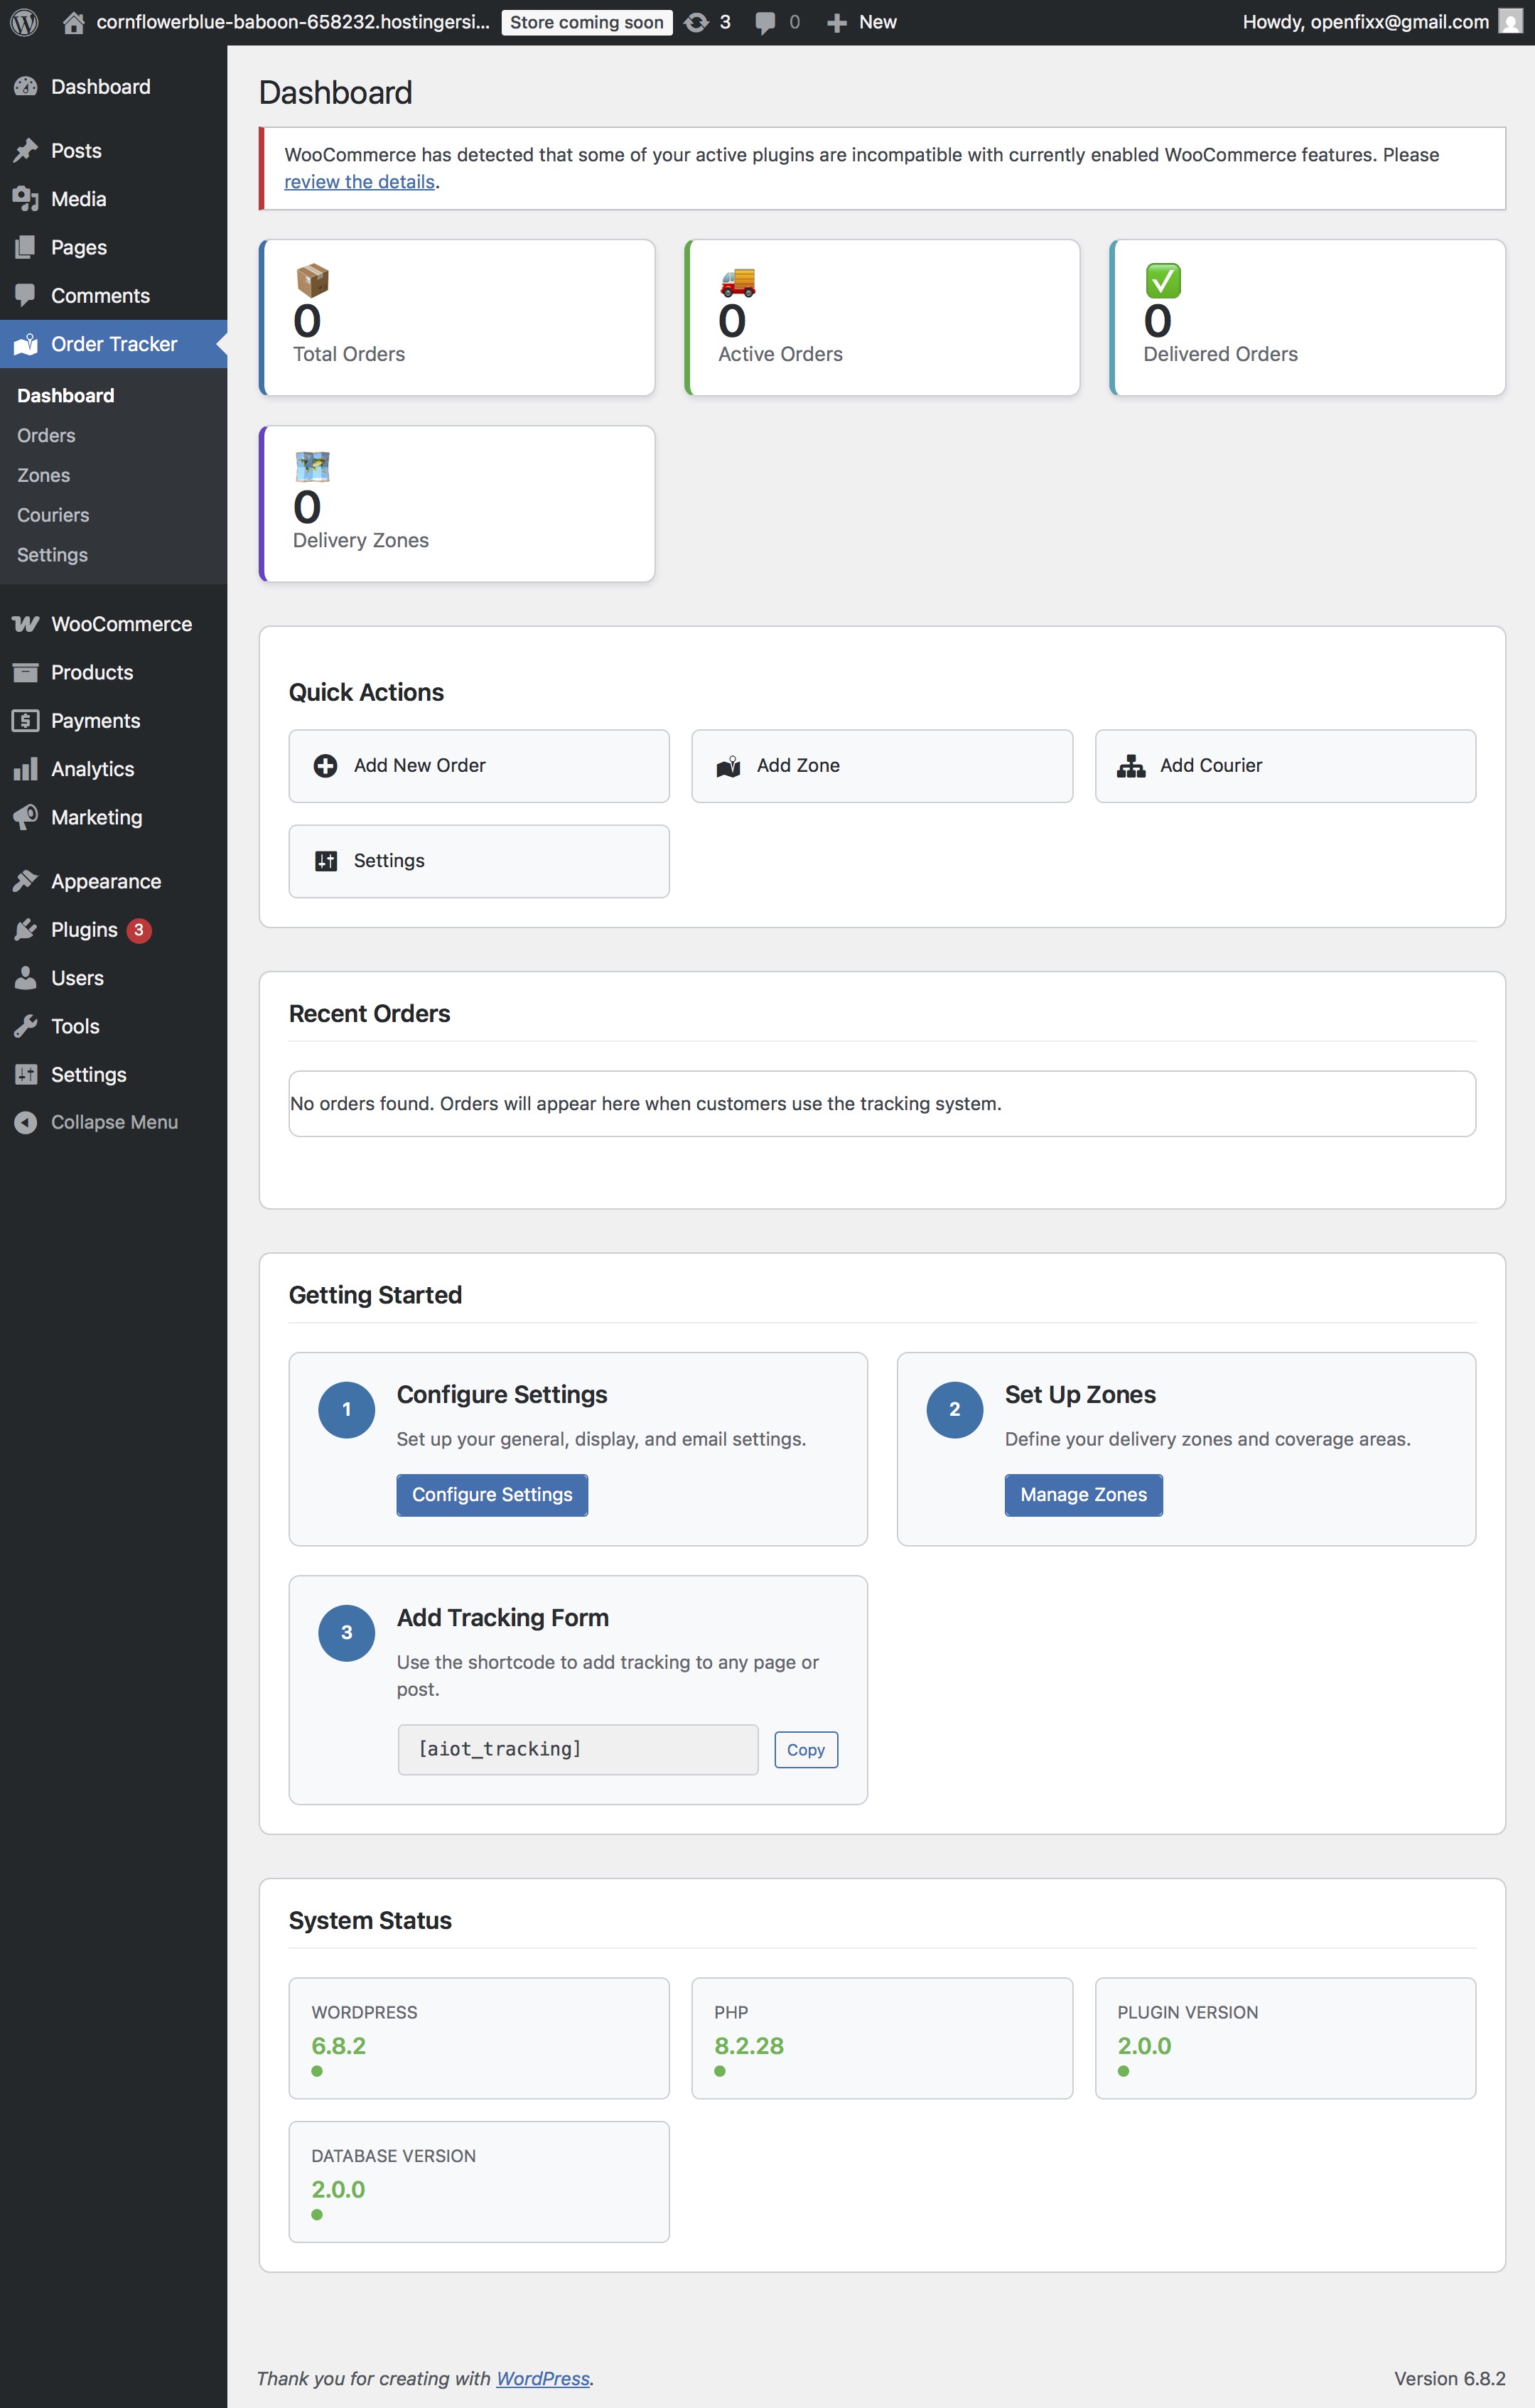 cornflowerblue-baboon-658232.hostingersi... Store coming soon 3 0 New Howdy, openfixx@gmail.com
Dashboard
Posts
Media
Pages
Comments
Order Tracker
Dashboard
Orders
Zones
Couriers
Settings
WooCommerce
Products
Payments
Analytics
Marketing
Appearance
Plugins 3
Users
Tools
Settings
Collapse Menu
Dashboard
WooCommerce has detected that some of your active plugins are incompatible with currently enabled WooCommerce features. Please
review the details.
0
Total Orders
0
Active Orders
0
Delivered Orders
0
Delivery Zones
Quick Actions
Add New Order
Add Zone
Add Courier
Settings
Recent Orders
No orders found. Orders will appear here when customers use the tracking system.
Getting Started
1
Configure Settings
Set up your general, display, and email settings.
Configure Settings
2
Set Up Zones
Define your delivery zones and coverage areas.
Manage Zones
3
Add Tracking Form
Use the shortcode to add tracking to any page or
post.
[aiot_tracking] Copy
System Status
WORDPRESS
6.8.2
PHP
8.2.28
PLUGIN VERSION
2.0.0
DATABASE VERSION
2.0.0
Thank you for creating with WordPress. Version 6.8.2